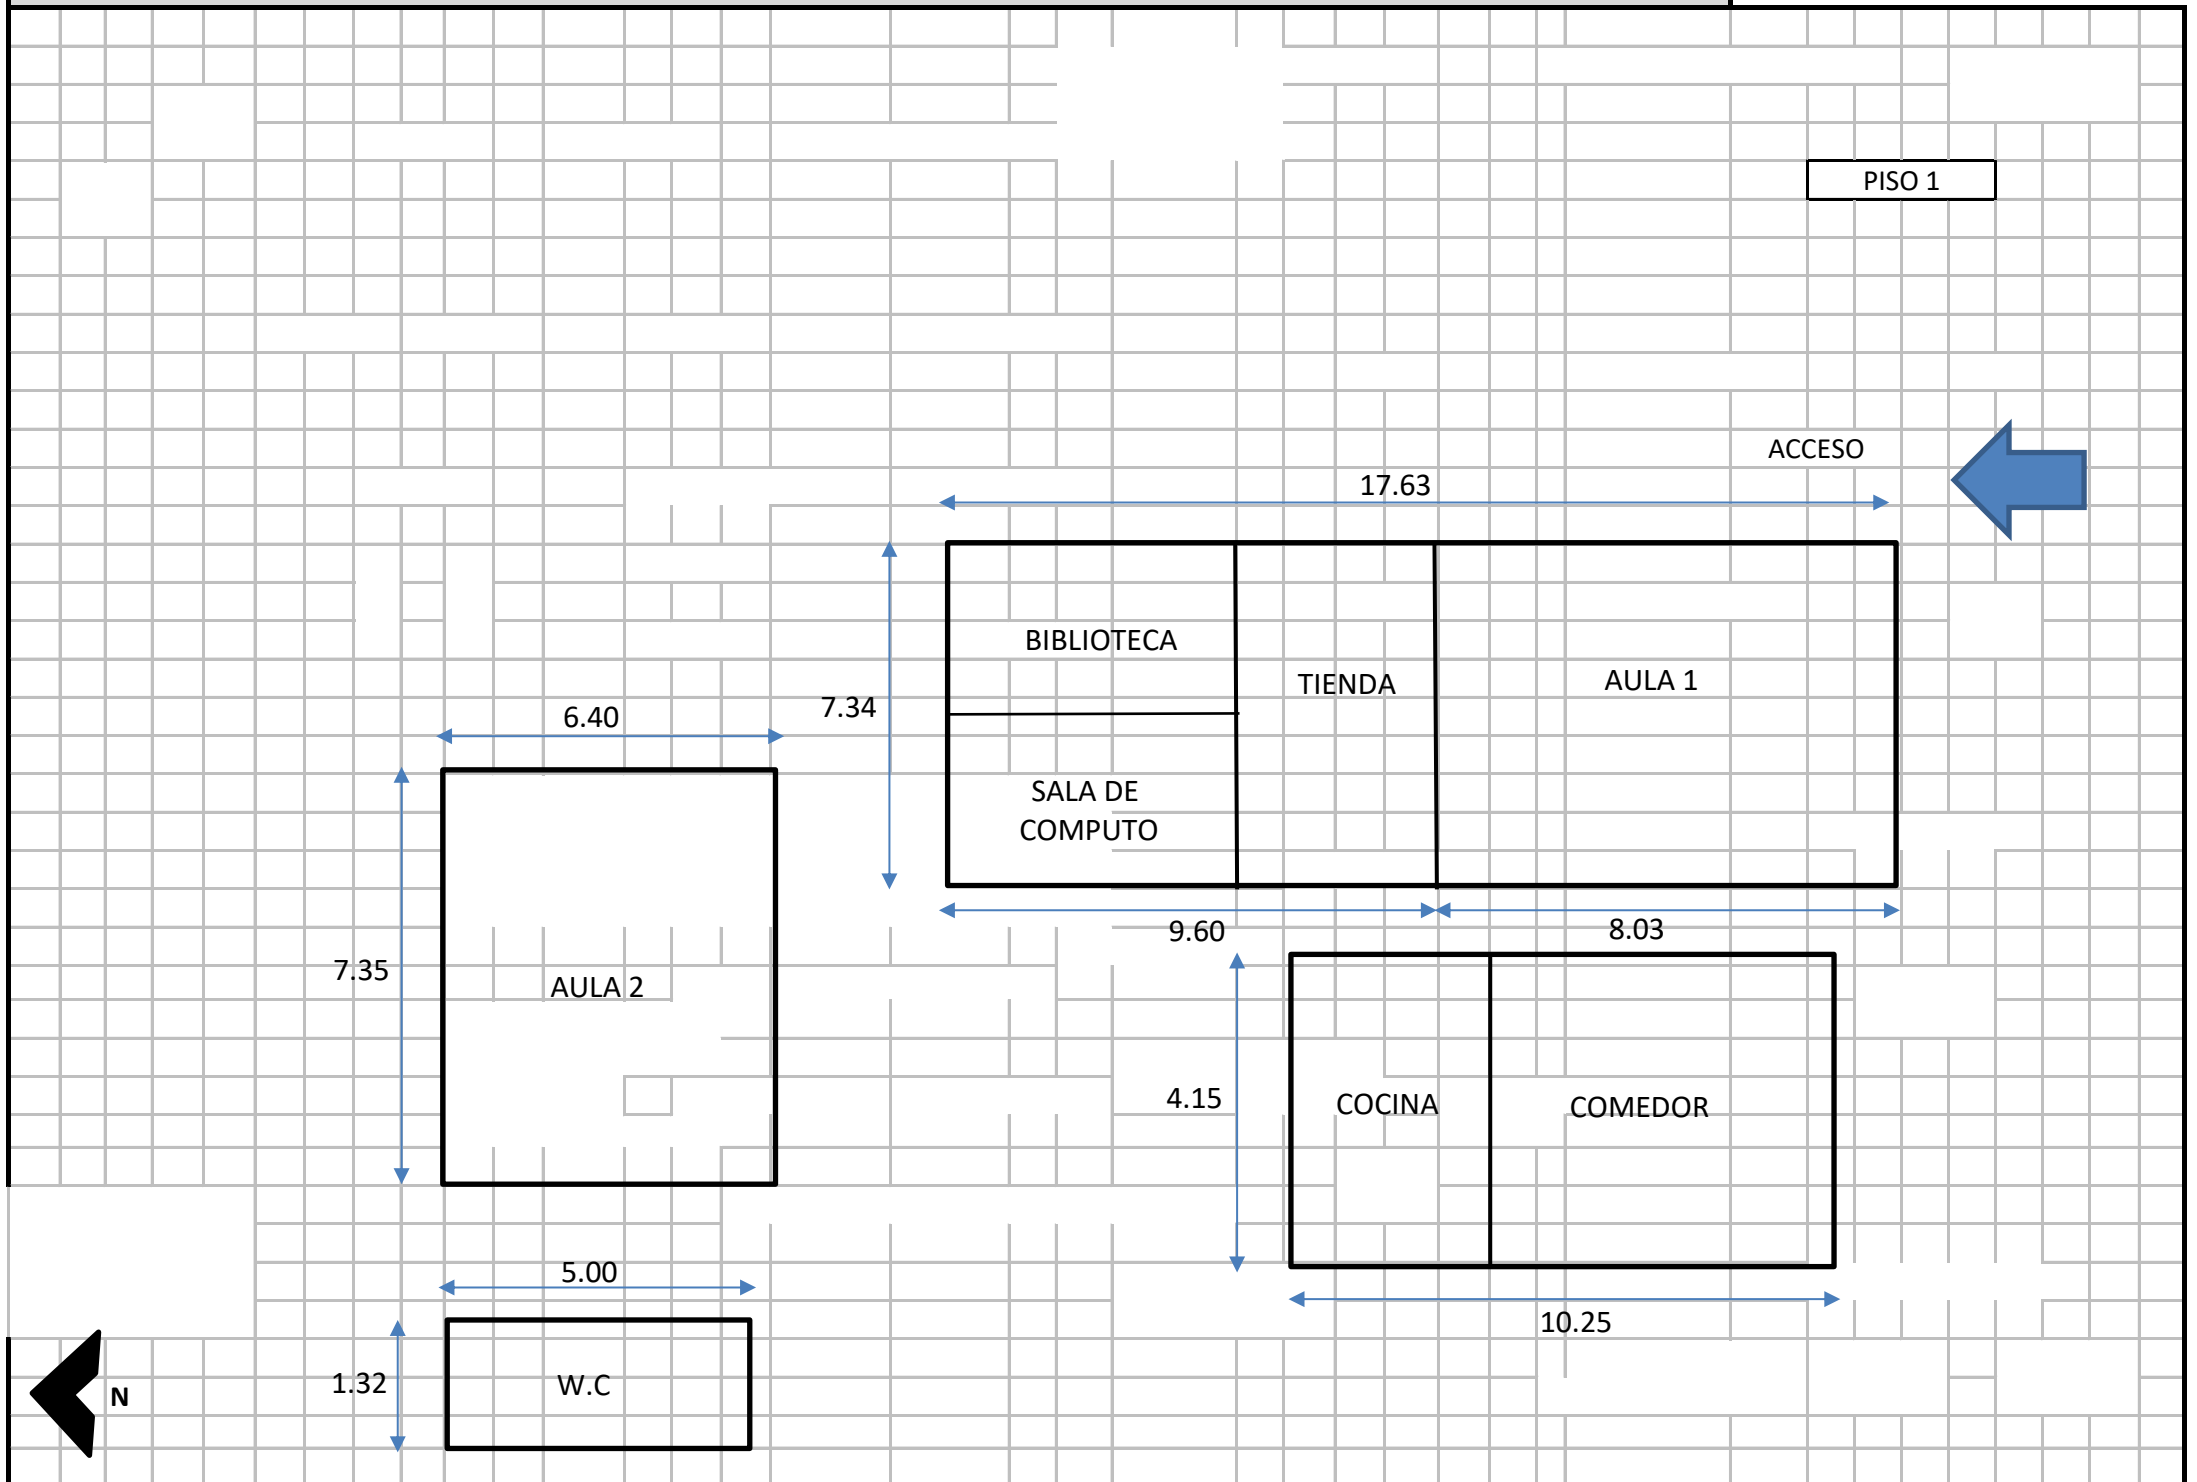 PISO 1
ACCESO
17.63
BIBLIOTECA
TIENDA
AULA 1
7.34
6.40
SALA DE
COMPUTO
9.60
8.03
7.35
AULA 2
4.15
COCINA
COMEDOR
5.00
10.25
1.32
W.C
N